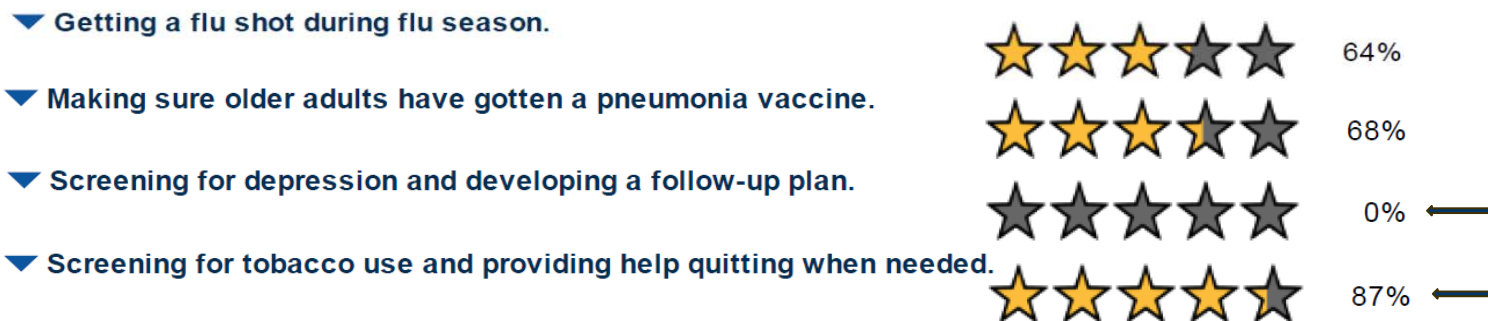 Getting a flu shot during flu season.
64%
Making sure older adults have gotten a pneumonia vaccine.
68%
Screening for depression and developing a follow-up plan.
0%
Screening for tobacco use and providing help quitting when needed.
87%